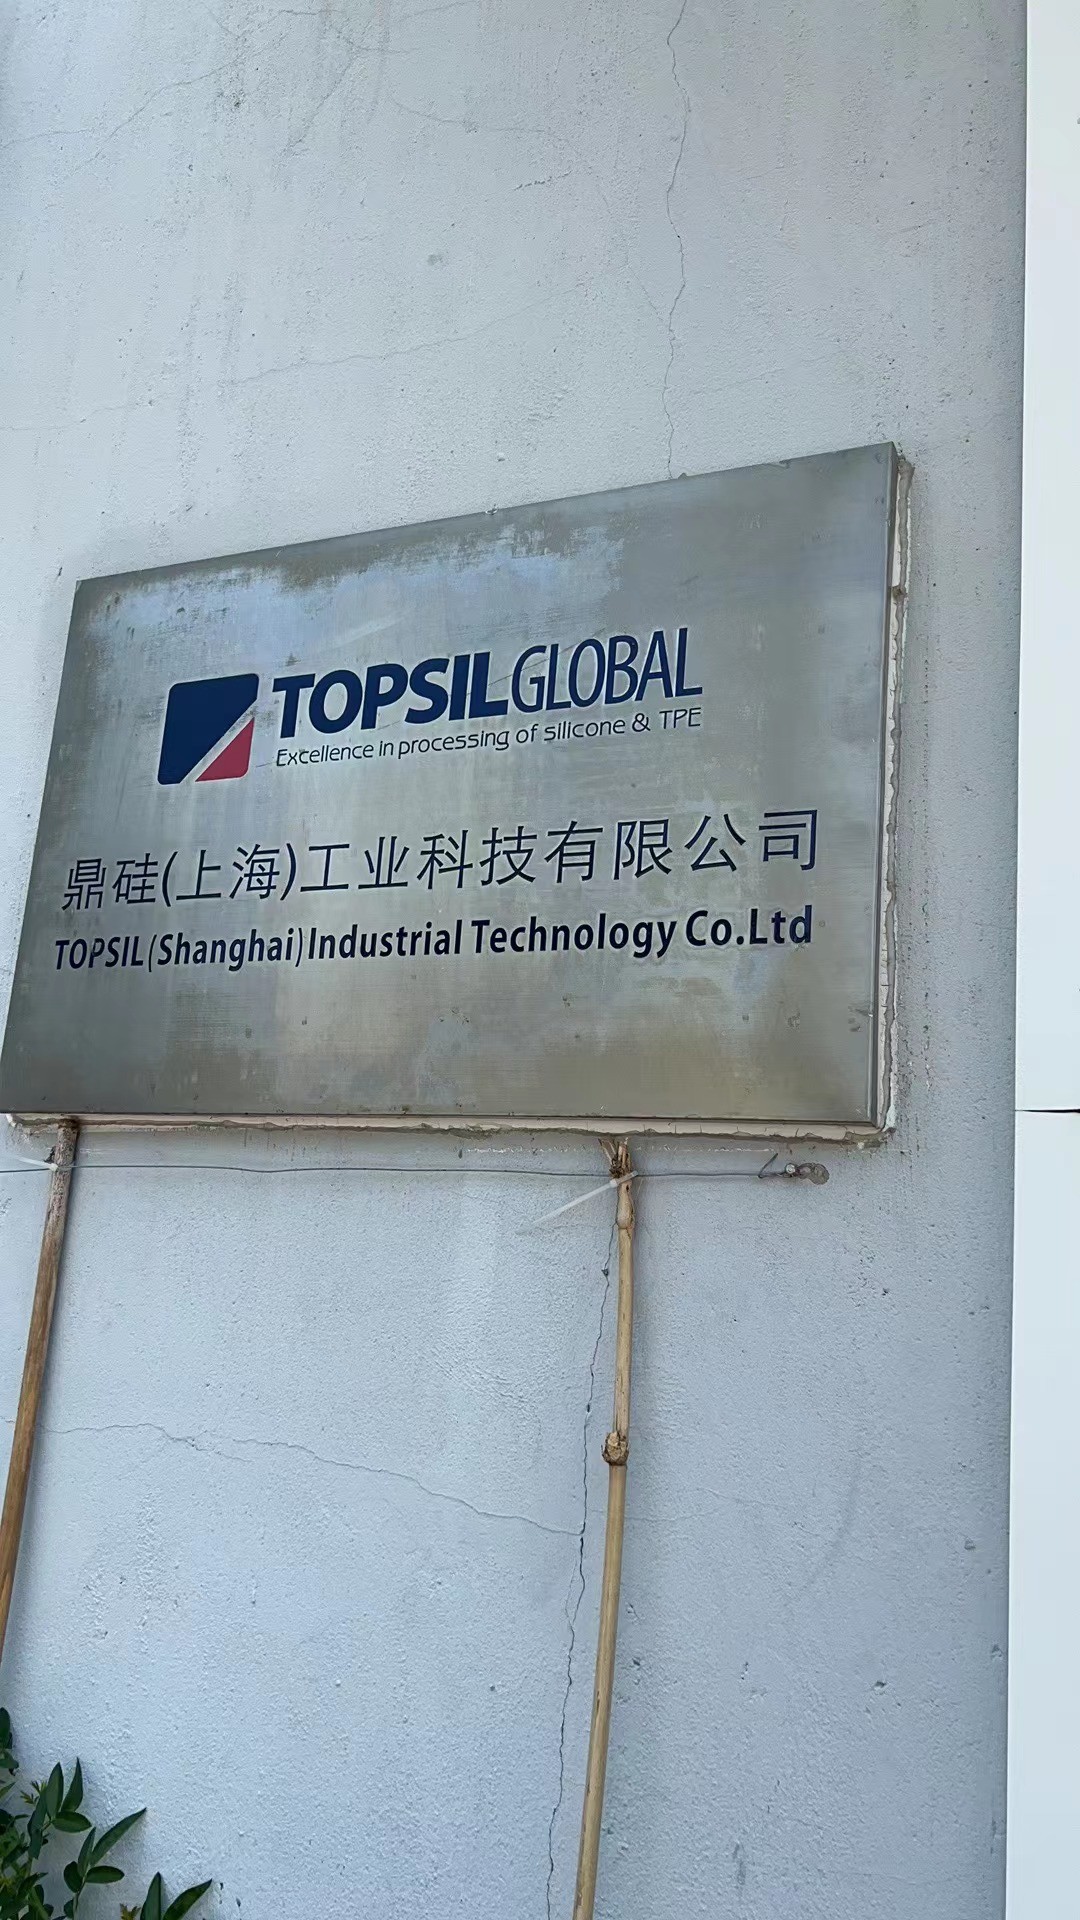 TOPSILGLOBAL
Excellence in processing of silicone & TPE
鼎硅(上海)工业科技有限公司
TOPSIL(Shanghai)Industrial Technology Co.Ltd